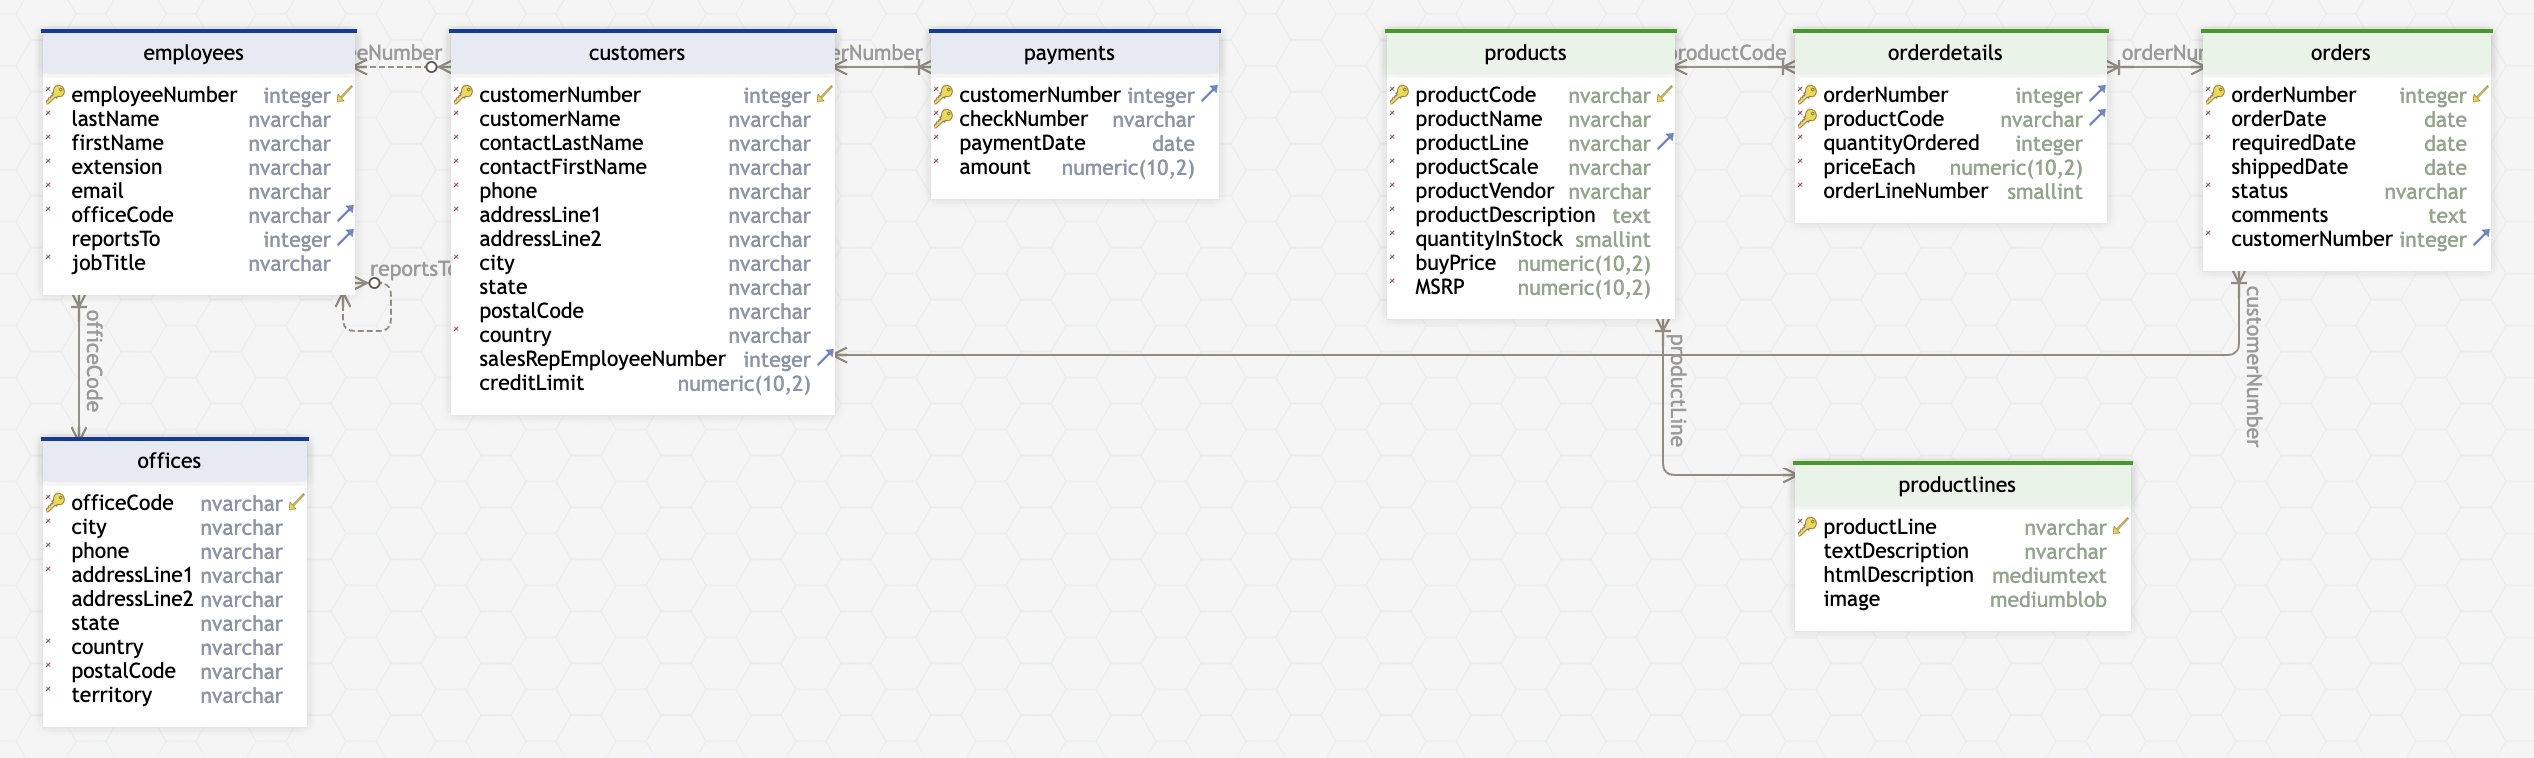 employees
employeeNumber integer
lastName nvarchar
firstName nvarchar
extension nvarchar
email nvarchar
officeCode nvarchar
reportsTo integer
jobTitle nvarchar
eNumber
reportsTo
officeCode
customers
customerNumber integer
customerName nvarchar
contactLastName nvarchar
contactFirstName nvarchar
phone nvarchar
addressLine1 nvarchar
addressLine2 nvarchar
city nvarchar
state nvarchar
postalCode nvarchar
country nvarchar
salesRepEmployeeNumber integer
creditLimit numeric(10,2)
erNumber
payments
customerNumber integer
checkNumber nvarchar
paymentDate date
amount numeric(10,2)
products
productCode nvarchar
productName nvarchar
productLine nvarchar
productScale nvarchar
productVendor nvarchar
productDescription text
quantityInStock smallint
buyPrice numeric(10,2)
MSRP numeric(10,2)
productCode
productLine
orderdetails
orderNumber integer
productCode nvarchar
quantityOrdered integer
priceEach numeric(10,2)
orderLineNumber smallint
orderNur
orders
orderNumber integer
orderDate date
requiredDate date
shippedDate date
status nvarchar
comments text
customerNumber integer
customerNumber
offices
officeCode nvarchar
city nvarchar
phone nvarchar
addressLine1 nvarchar
addressLine2 nvarchar
state nvarchar
country nvarchar
postalCode nvarchar
territory nvarchar
productlines
productLine nvarchar
textDescription nvarchar
htmlDescription mediumtext
image mediumblob